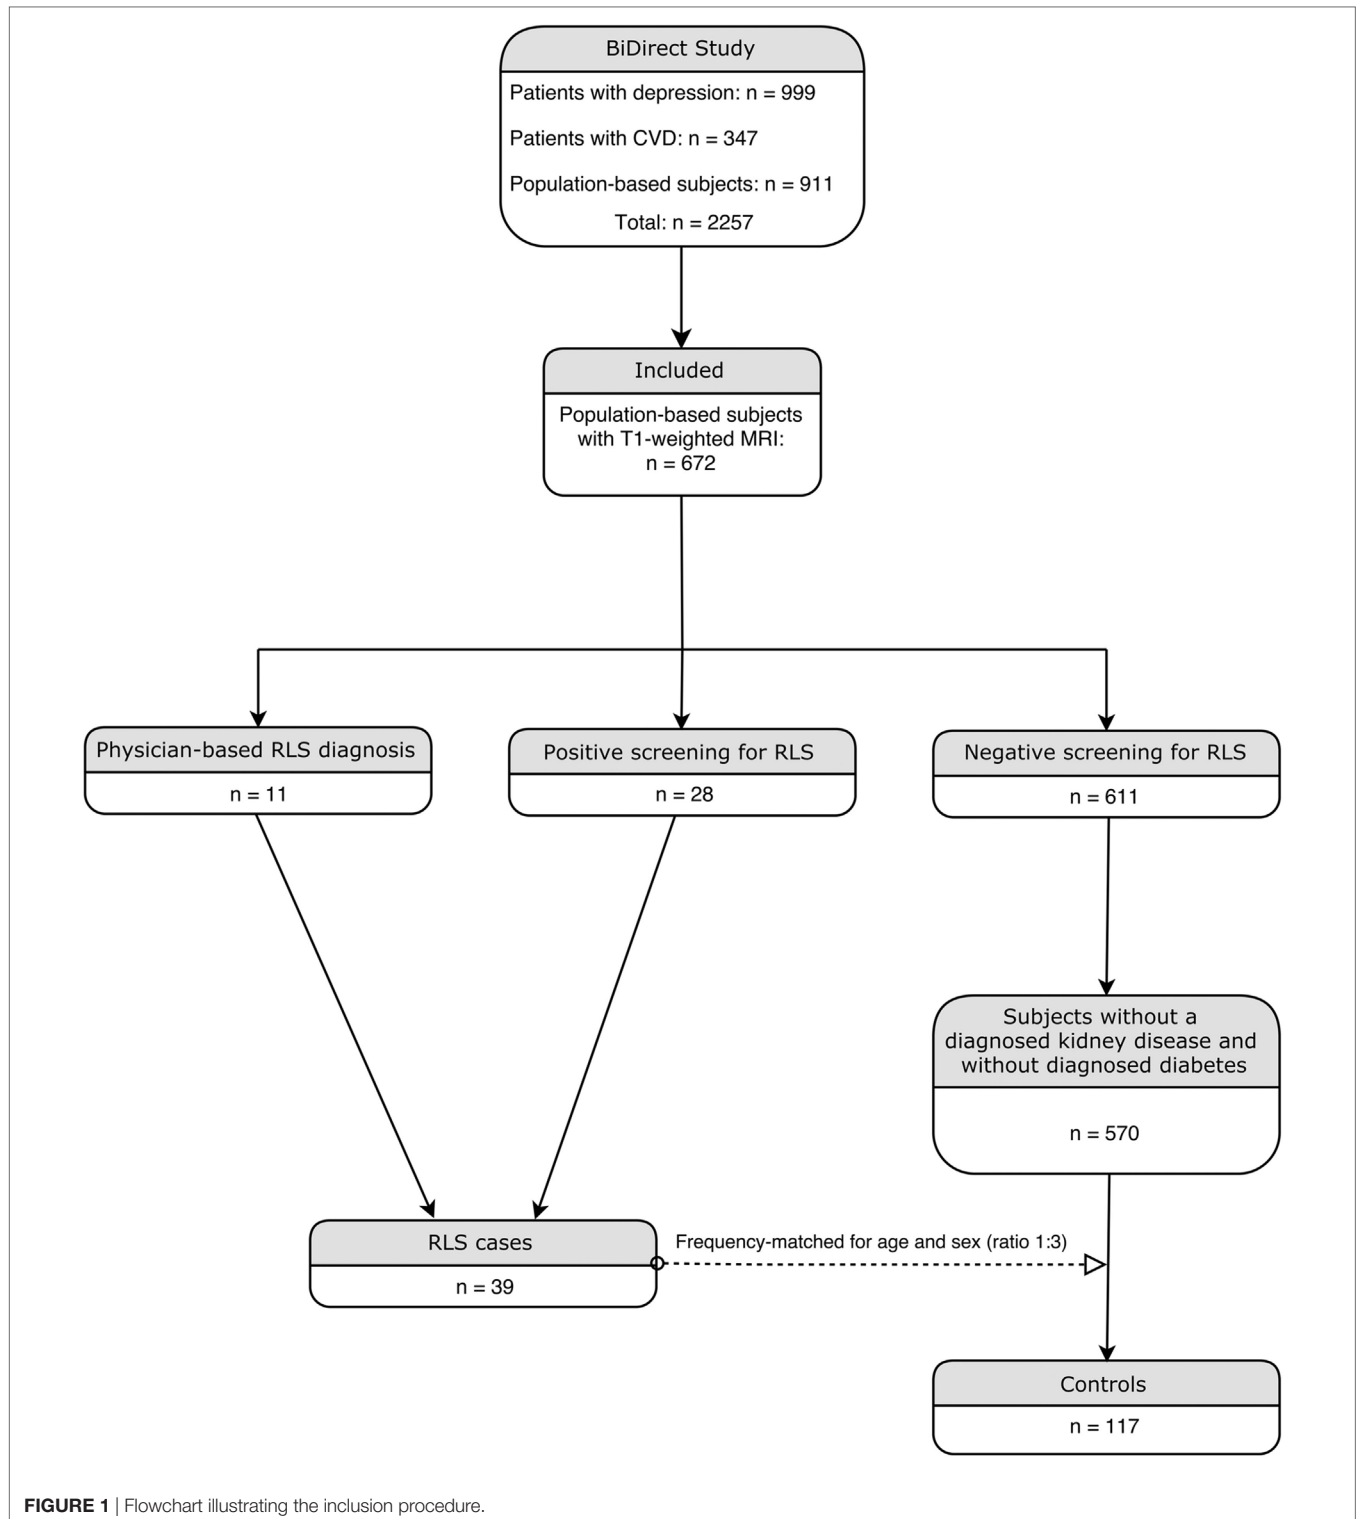 BiDirect Study
Patients with depression: n = 999
Patients with CVD: n = 347
Population-based subjects: n = 911
Total: n = 2257
Included
Population-based subjects
with T1-weighted MRI:
n = 672
Physician-based RLS diagnosis
n = 11
Positive screening for RLS
n = 28
Negative screening for RLS
n = 611
Subjects without a
diagnosed kidney disease and
without diagnosed diabetes
n = 570
RLS cases
n = 39
Frequency-matched for age and sex (ratio 1:3)
Controls
n = 117
FIGURE 1 | Flowchart illustrating the inclusion procedure.